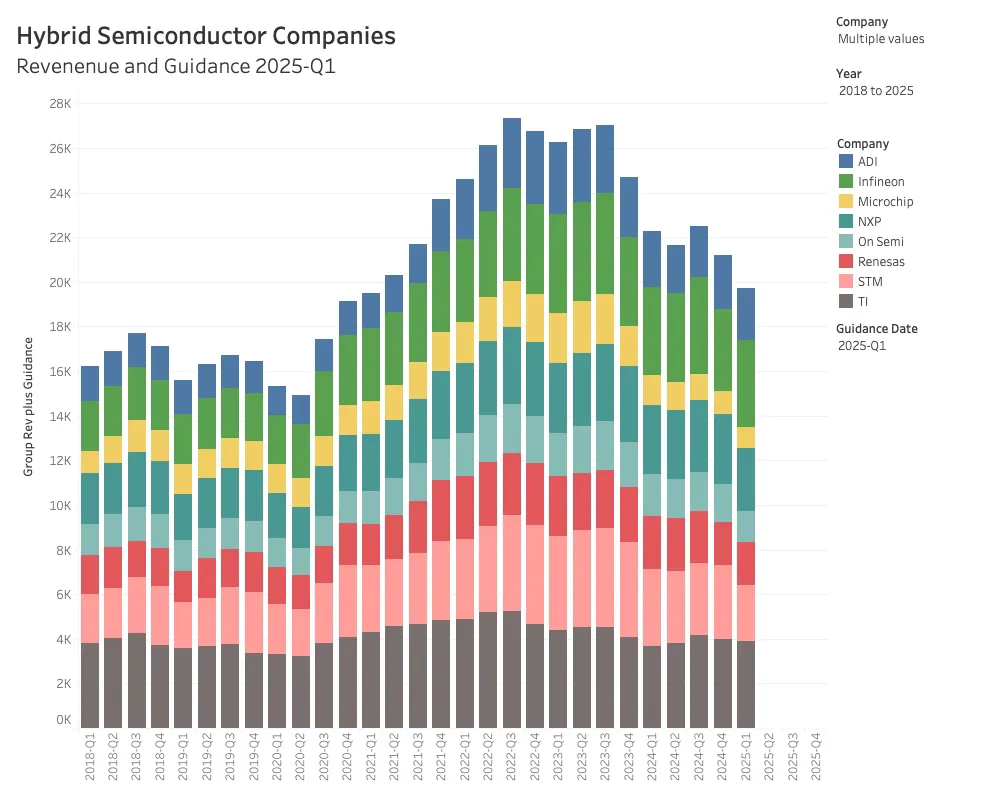 Hybrid Semiconductor Companies
Revenenue and Guidance 2025-Q1
Company
Multiple values
Year
2018 to 2025
Company
ADI
Infineon
Microchip
NXP
On Semi
Renesas
STM
TI
Guidance Date
2025-Q1
Group Rev plus Guidance
28K
26K
24K
22K
20K
18K
16K
14K
12K
10K
8K
6K
4K
2K
0K
2018-Q1
2018-Q2
2018-Q3
2018-Q4
2019-Q1
2019-Q2
2019-Q3
2019-Q4
2020-Q1
2020-Q2
2020-Q3
2020-Q4
2021-Q1
2021-Q2
2021-Q3
2021-Q4
2022-Q1
2022-Q2
2022-Q3
2022-Q4
2023-Q1
2023-Q2
2023-Q3
2023-Q4
2024-Q1
2024-Q2
2024-Q3
2024-Q4
2025-Q1
2025-Q2
2025-Q3
2025-Q4